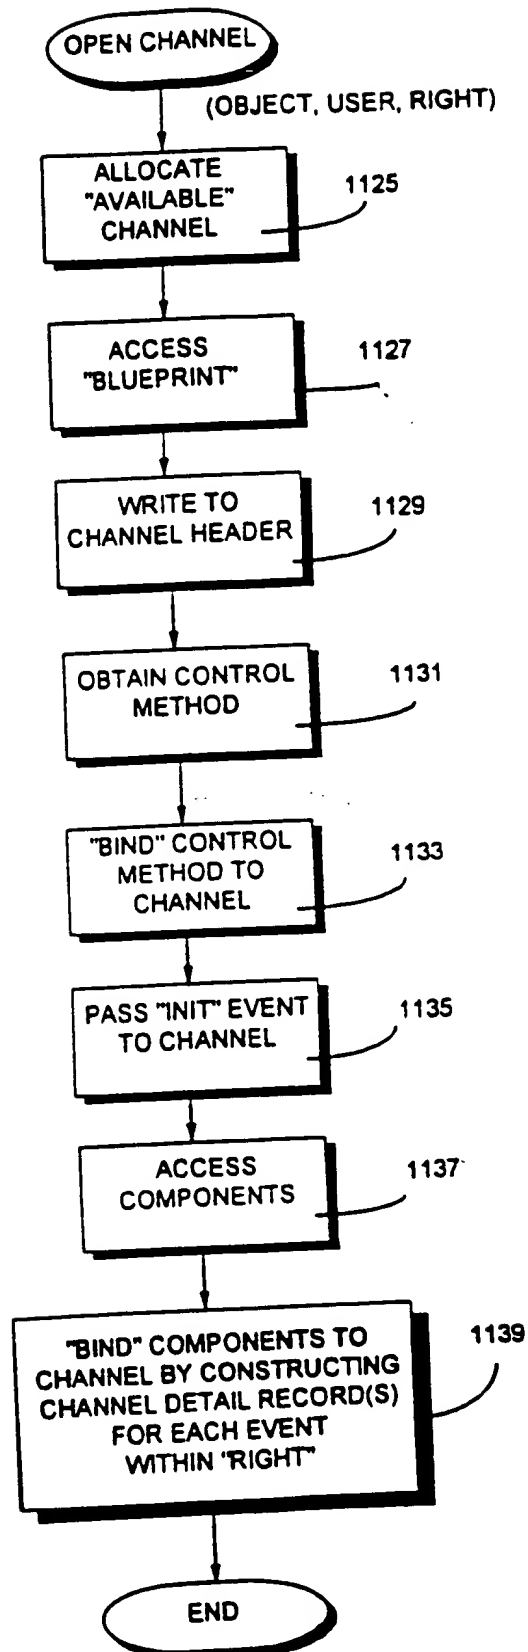 OPEN CHANNEL
(OBJECT, USER, RIGHT)
ALLOCATE
"AVAILABLE"
CHANNEL
1125
ACCESS
"BLUEPRINT"
1127
WRITE TO
CHANNEL HEADER
1129
OBTAIN CONTROL
METHOD
1131
"BIND" CONTROL
METHOD TO
CHANNEL
1133
PASS "INIT" EVENT
TO CHANNEL
1135
ACCESS
COMPONENTS
1137
"BIND" COMPONENTS TO
CHANNEL BY CONSTRUCTING
CHANNEL DETAIL RECORD(S)
FOR EACH EVENT
WITHIN "RIGHT"
1139
END